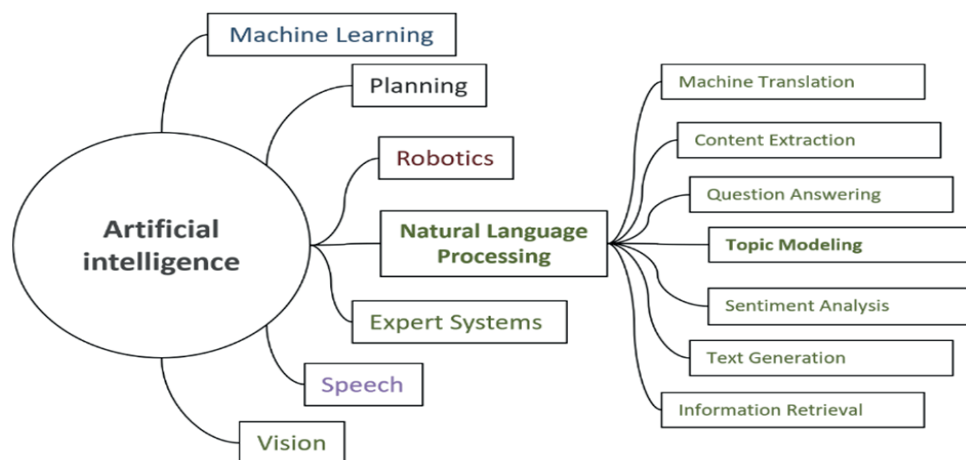 Artificial
intelligence
Machine Learning
Planning
Robotics
Natural Language
Processing
Expert Systems
Speech
Vision
Machine Translation
Content Extraction
Question Answering
Topic Modeling
Sentiment Analysis
Text Generation
Information Retrieval